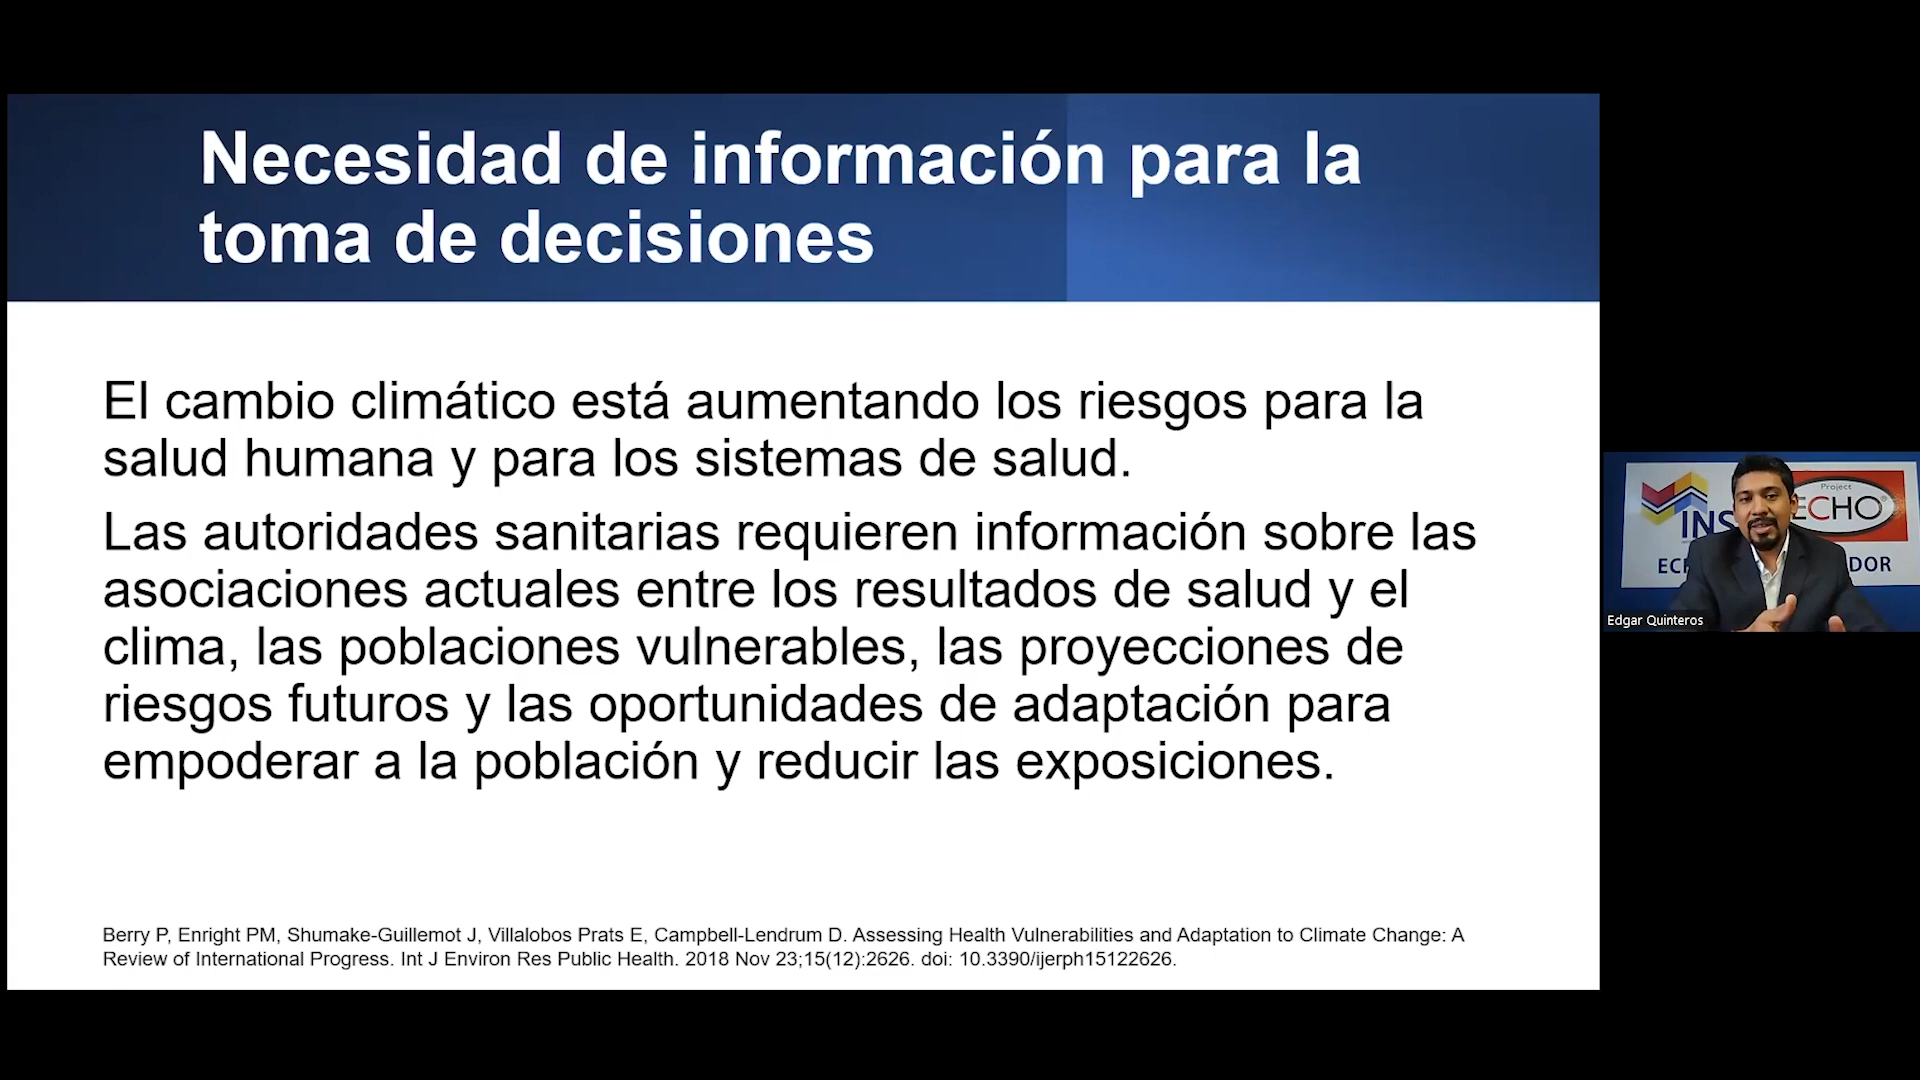 Necesidad de información para la
toma de decisiones
El cambio climático está aumentando los riesgos para la
salud humana y para los sistemas de salud.
Las autoridades sanitarias requieren información sobre las
asociaciones actuales entre los resultados de salud y el
clima, las poblaciones vulnerables, las proyecciones de
riesgos futuros y las oportunidades de adaptación para
empoderar a la población y reducir las exposiciones.
Berry P, Enright PM, Shumake-Guillemot J, Villalobos Prats E, Campbell-Lendrum D. Assessing Health Vulnerabilities and Adaptation to Climate Change: A
Review of International Progress. Int J Environ Res Public Health. 2018 Nov 23;15(12):2626. doi: 10.3390/ijerph15122626.
Project
ECHO®
INS
DOR
Edgar Quinteros